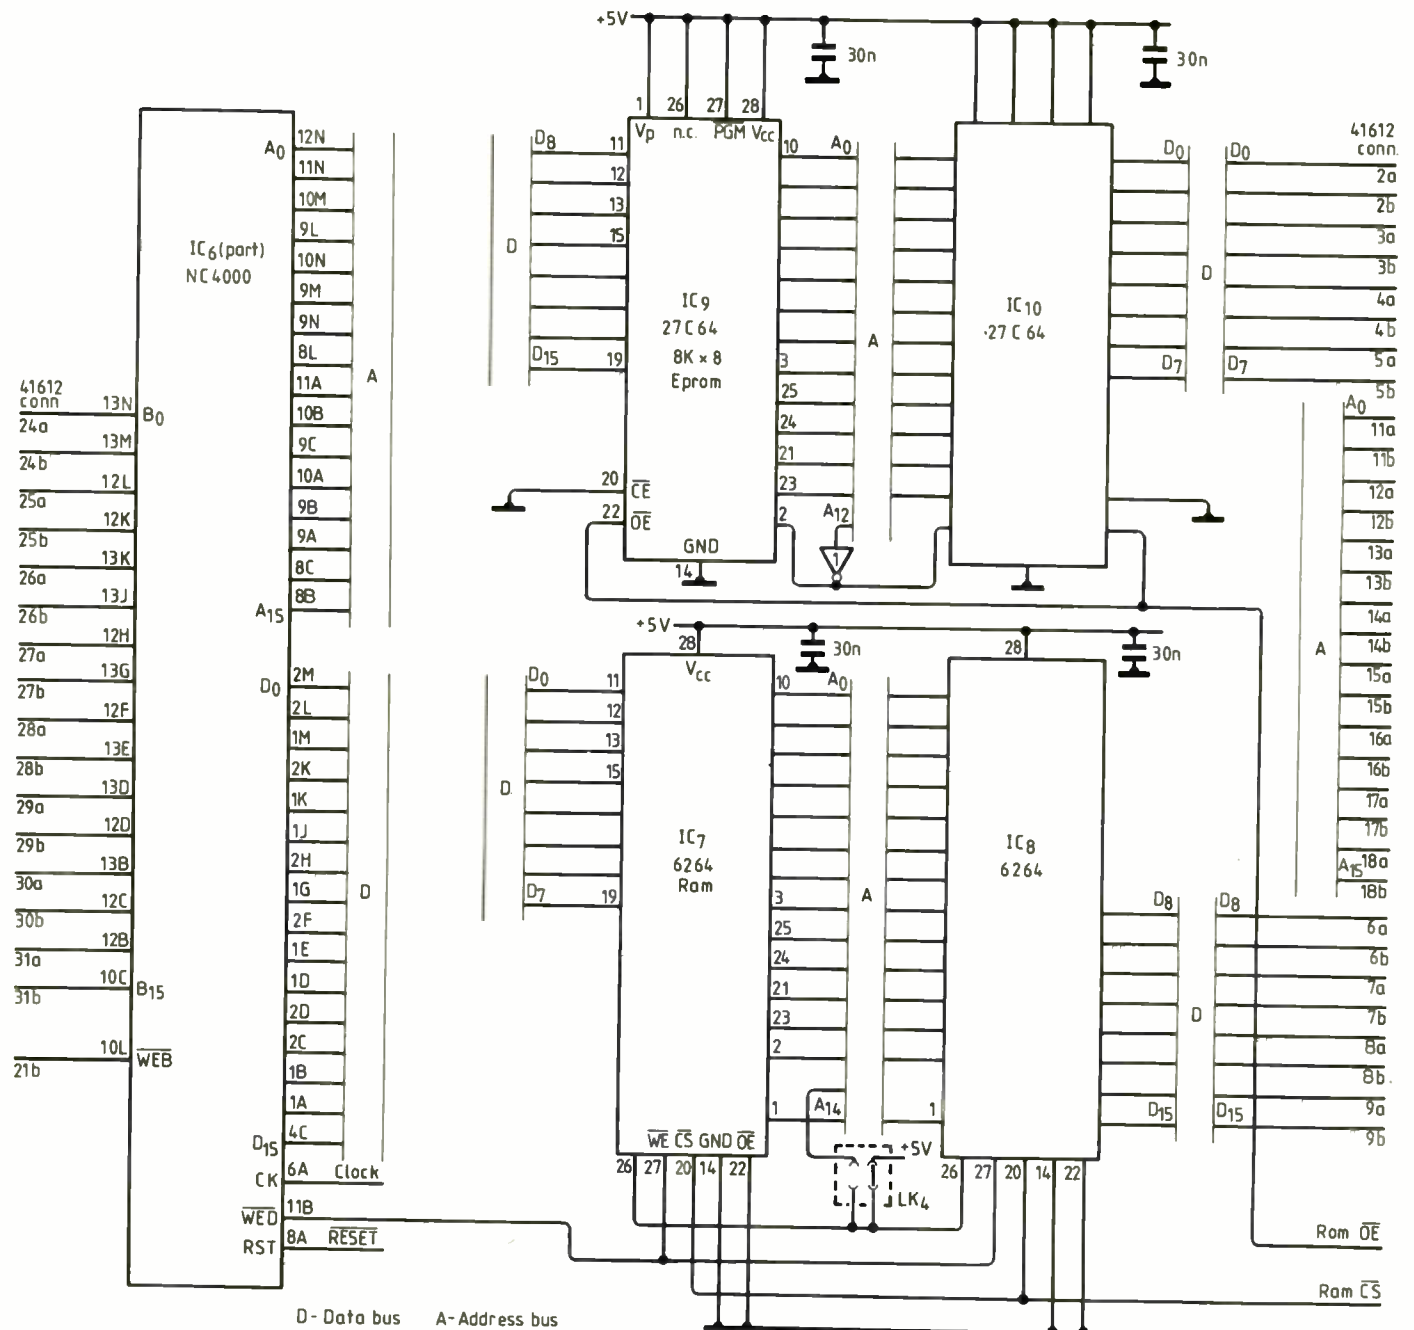 +5V
30n
30n
1 26 27 28
Vp n.c. PGM Vcc
IC6(part)
NC4000
A0
12N
11N
10M
9L
10N
9M
9N
8L
11A
10B
9C
10A
9B
9A
8C
8B
A15
A
D0
2M
2L
1M
2K
1K
1J
2H
1G
2F
1E
1D
2D
2C
1B
1A
4C
D15
D
CK 6A Clock
WED 11B
RST 8A RESET
41612
conn
13N B0
24a
13M
24b
12L
25a
12K
25b
13K
26a
13J
26b
12H
27a
13G
27b
12F
28a
13E
28b
13D
29a
12D
29b
13B
30a
12C
30b
12B
31a
10C B15
31b
10L WEB
21b
D8 11
12
13
15
D
D15 19
20 CE
22 OE
IC9
27C64
8K × 8
Eprom
GND
14
10 A0
3
25
24
21
23
2 A12
1
A
IC10
27C64
D0 D0
D
D7 D7
41612
conn.
2a
2b
3a
3b
4a
4b
5a
5b
A0
11a
11b
12a
12b
13a
13b
14a
14b
15a
15b
16a
16b
17a
17b
18a
A15
18b
A
+5V
28
Vcc
30n
28
30n
D0 11
12
13
15
D
D7 19
IC7
6264
Ram
10 A0
3
25
24
21
23
2
1 A14
A
1
IC8
6264
D8 D8
D
D15 D15
6a
6b
7a
7b
8a
8b
9a
9b
WE CS GND OE
26 27 20 14 22
+5V
LK4
26 27 20 14 22
Rom OE
Ram CS
D-Data bus A-Address bus